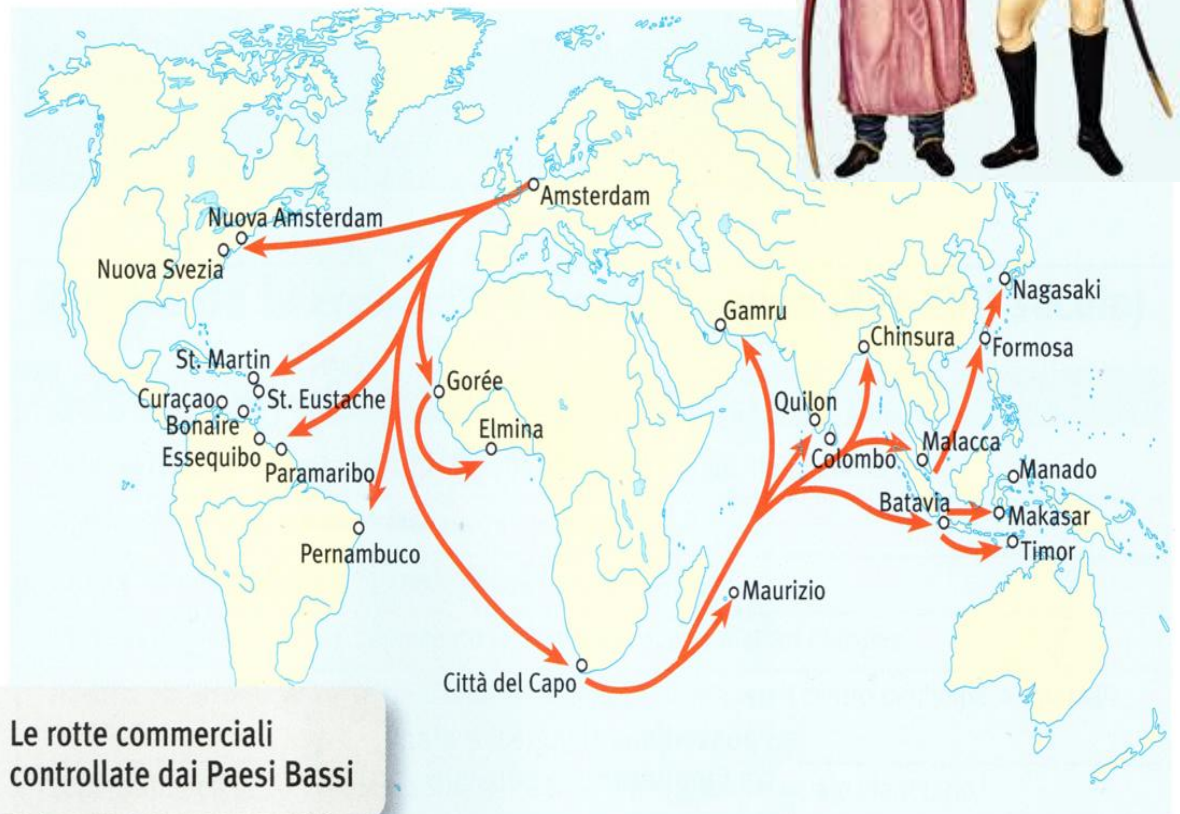 Amsterdam
Nuova Amsterdam
Nuova Svezia
Nagasaki
Gamru
Chinsura
Formosa
St. Martin
Gorée
Curaçao
St. Eustache
Quilon
Bonaire
Elmina
Malacca
Essequibo
Colombo
Paramaribo
Manado
Batavia
Makasar
Pernambuco
Timor
Maurizio
Città del Capo
Le rotte commerciali
controllate dai Paesi Bassi